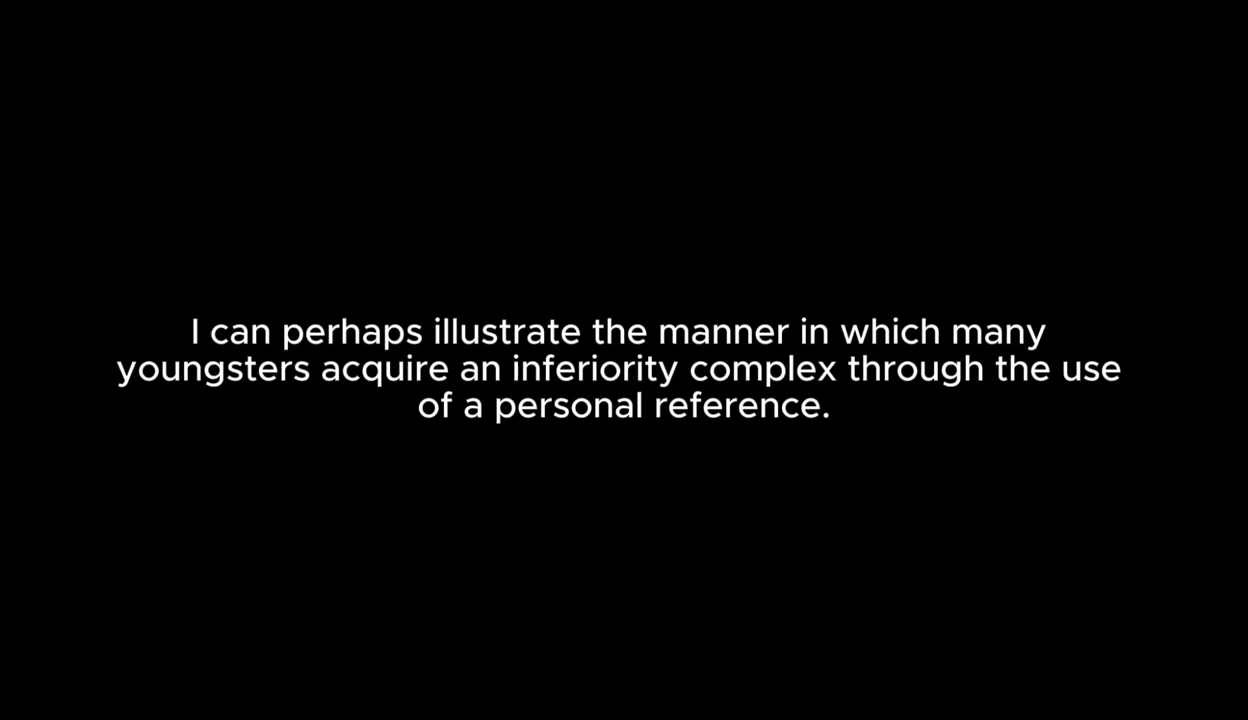 I can perhaps illustrate the manner in which many
youngsters acquire an inferiority complex through the use
of a personal reference.